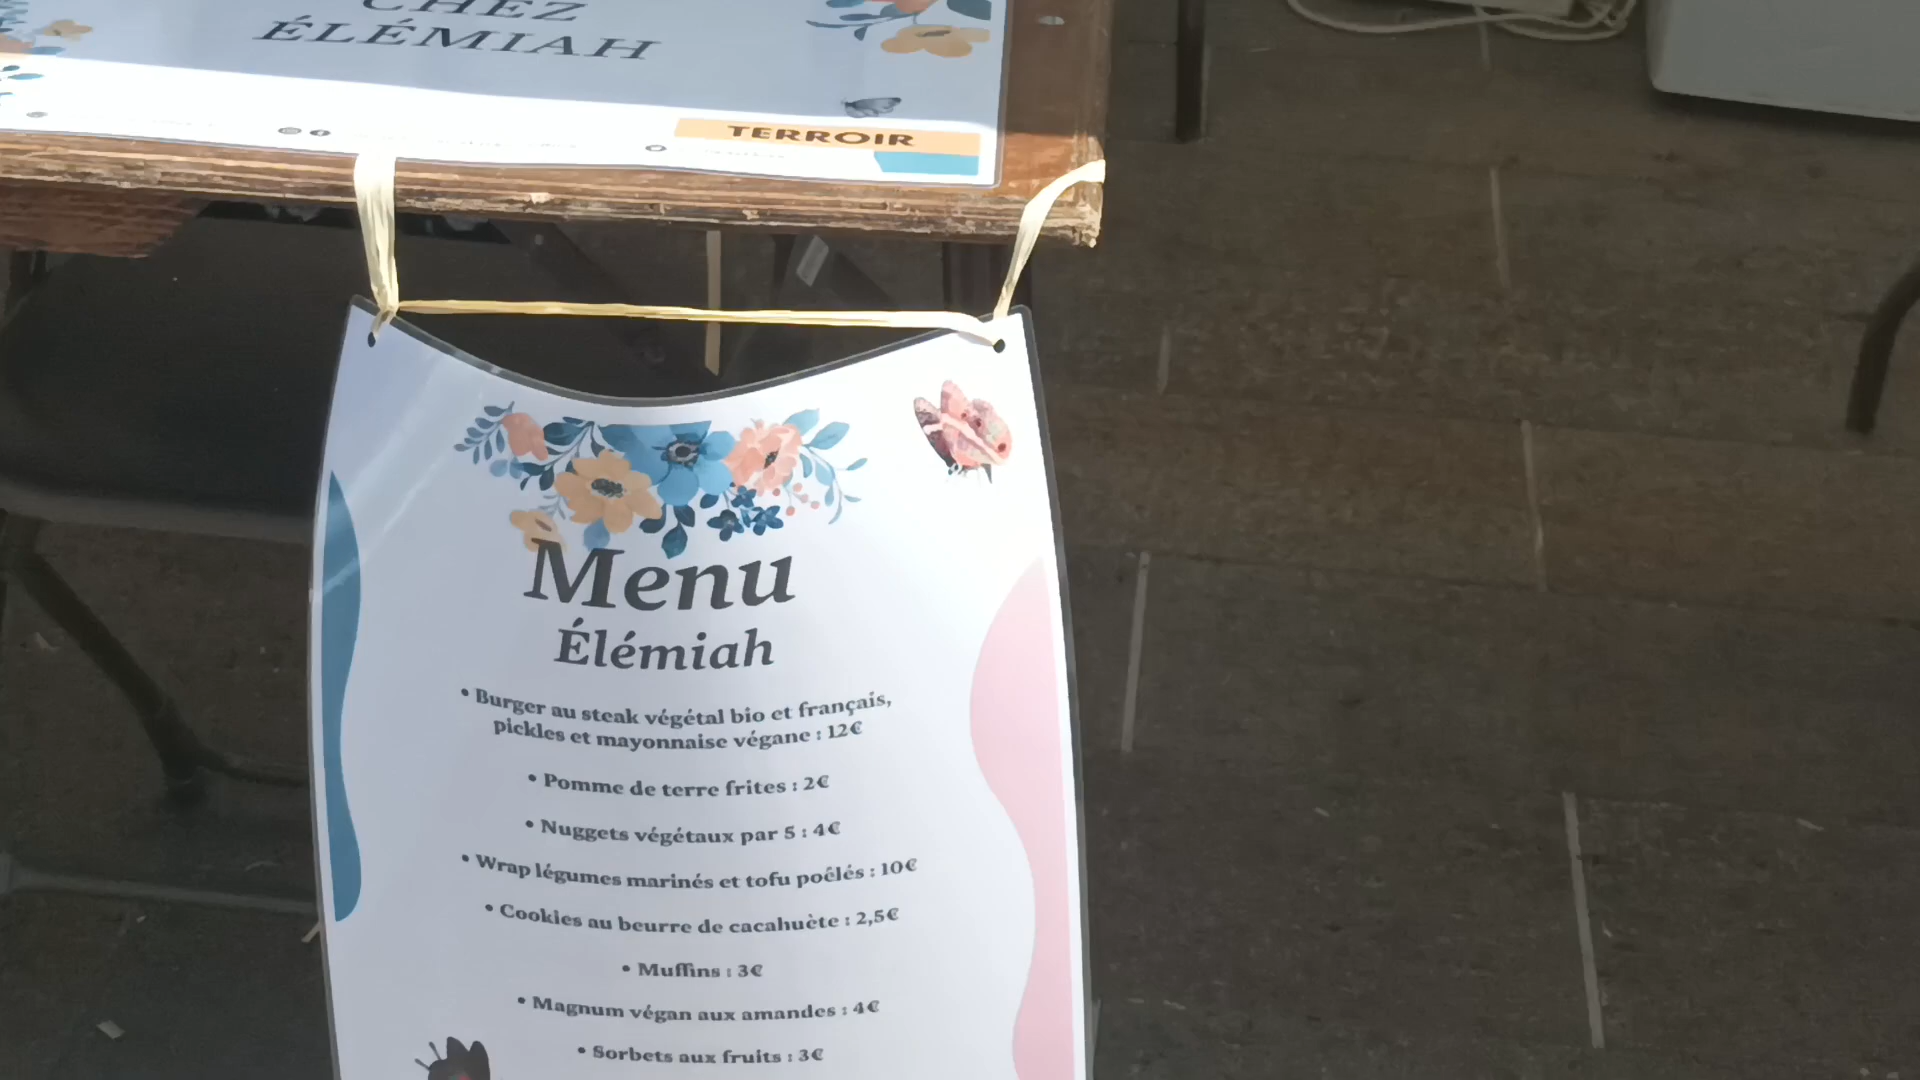 CHEZ
ÉLÉMIAH
TERROIR
Menu
Élémiah
• Burger au steak végétal bio et français,
pickles et mayonnaise végane : 12€
• Pomme de terre frites : 2€
• Nuggets végétaux par 5 : 4€
• Wrap légumes marinés et tofu poêlés : 10€
• Cookies au beurre de cacahuète : 2,5€
• Muffins : 3€
• Magnum végan aux amandes : 4€
• Sorbets aux fruits : 3€